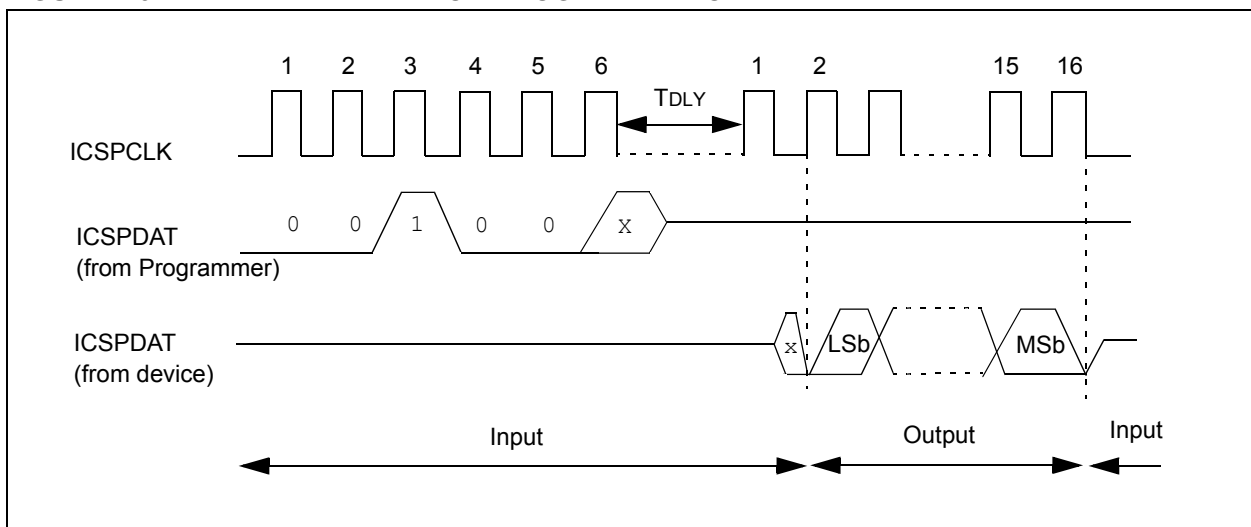 1 2 3 4 5 6 1 2 15 16
TDLY
ICSPCLK
0 0 1 0 0 x
ICSPDAT
(from Programmer)
ICSPDAT
(from device)
x LSb MSb
Input Output Input